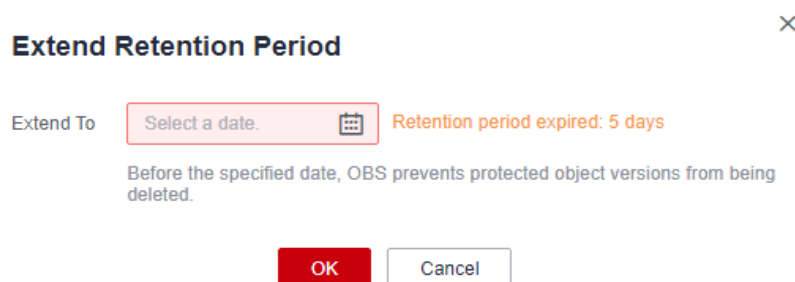 Extend Retention Period
Extend To Select a date. Retention period expired: 5 days
Before the specified date, OBS prevents protected object versions from being
deleted.
OK Cancel